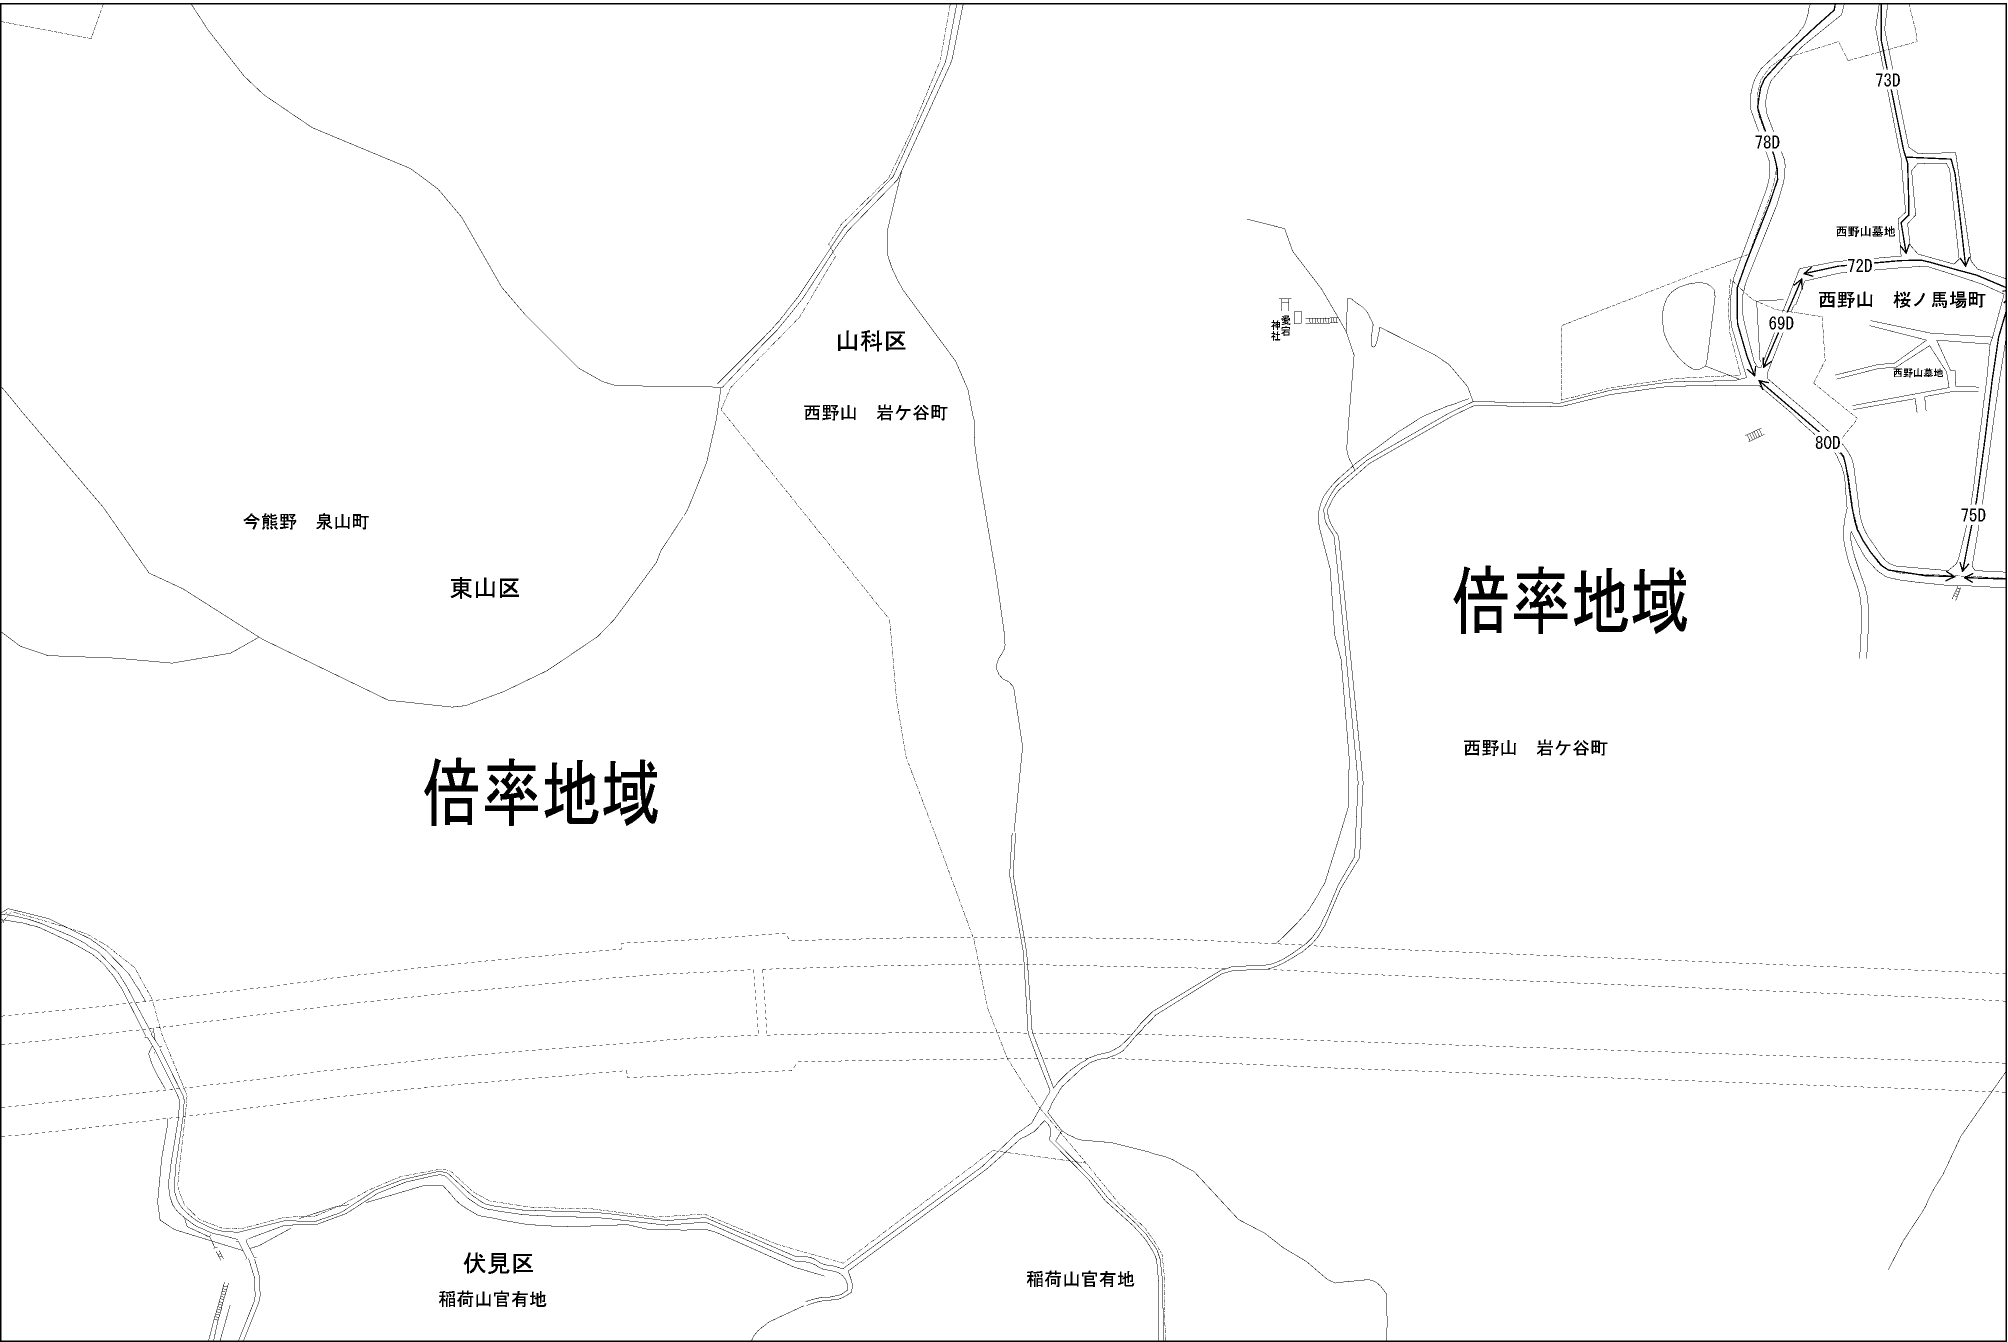 73D
78D
西野山墓地
72D
西野山　桜ノ馬場町
愛宕
神社
69D
山科区
西野山墓地
西野山　岩ケ谷町
80D
75D
今熊野　泉山町
東山区
倍率地域
西野山　岩ケ谷町
倍率地域
伏見区
稲荷山官有地
稲荷山官有地